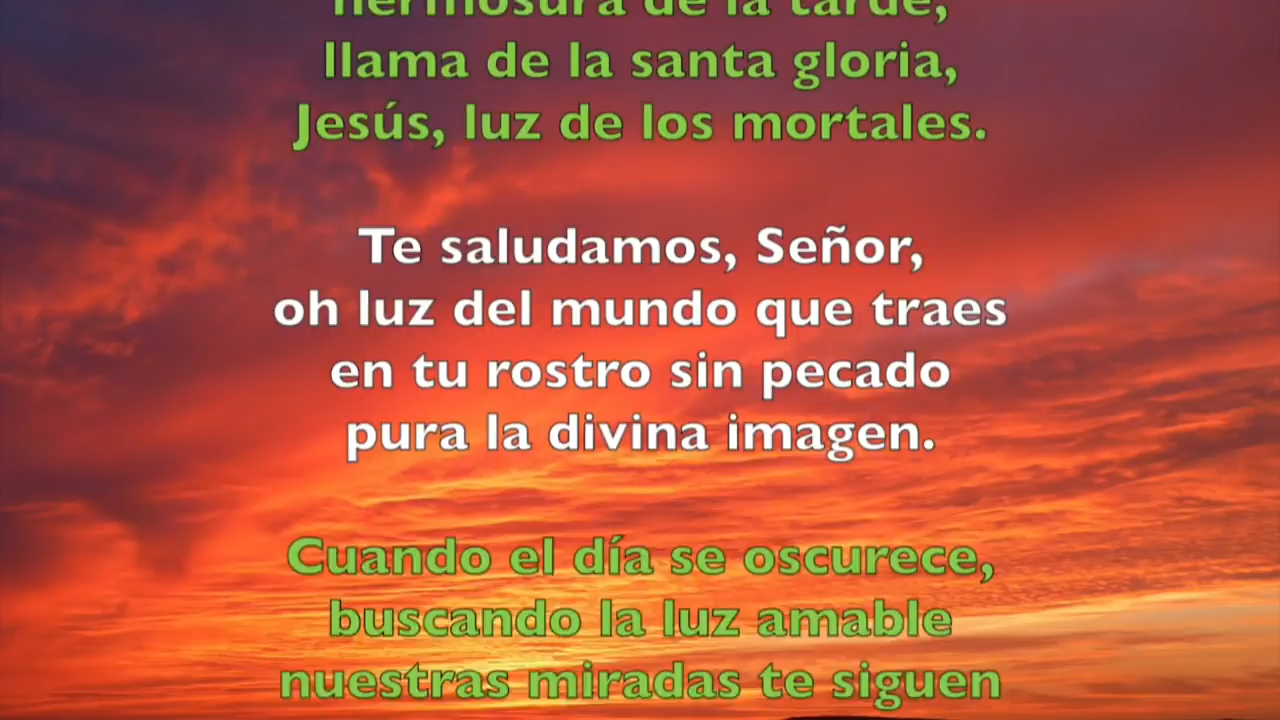 hermosura de la tarde,
llama de la santa gloria,
Jesús, luz de los mortales.
Te saludamos, Señor,
oh luz del mundo que traes
en tu rostro sin pecado
pura la divina imagen.
Cuando el día se oscurece,
buscando la luz amable
nuestras miradas te siguen